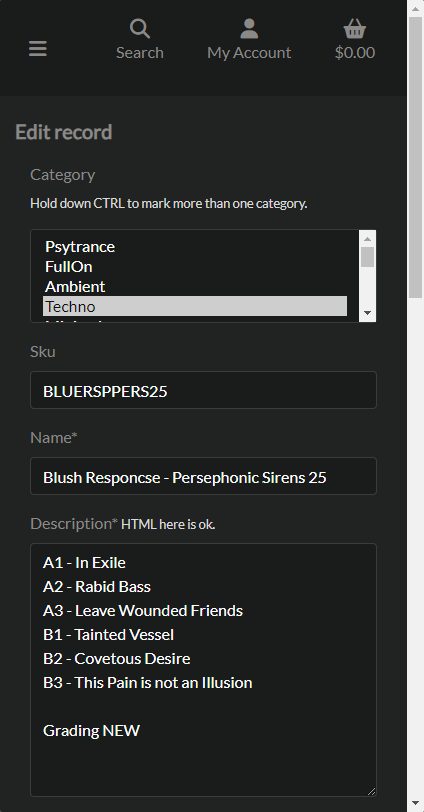 Search
My Account
$0.00
Edit record
Category
Hold down CTRL to mark more than one category.
Psytrance
FullOn
Ambient
Techno
Sku
BLUERSPPERS25
Name*
Blush Responcse - Persephonic Sirens 25
Description* HTML here is ok.
A1 - In Exile
A2 - Rabid Bass
A3 - Leave Wounded Friends
B1 - Tainted Vessel
B2 - Covetous Desire
B3 - This Pain is not an Illusion
Grading NEW